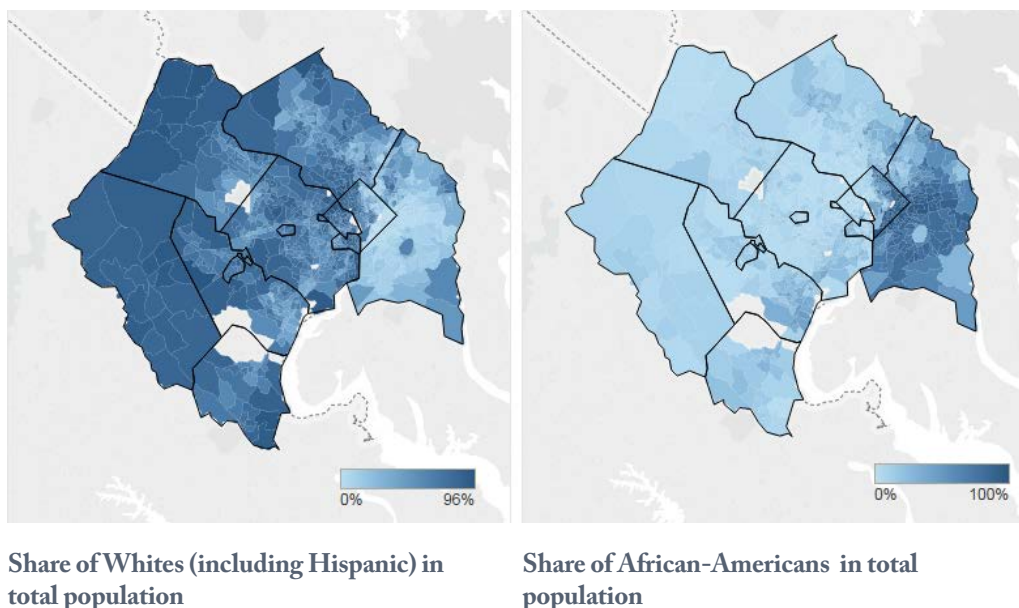 0% 96%
0% 100%
Share of Whites (including Hispanic) in
total population
Share of African-Americans in total
population